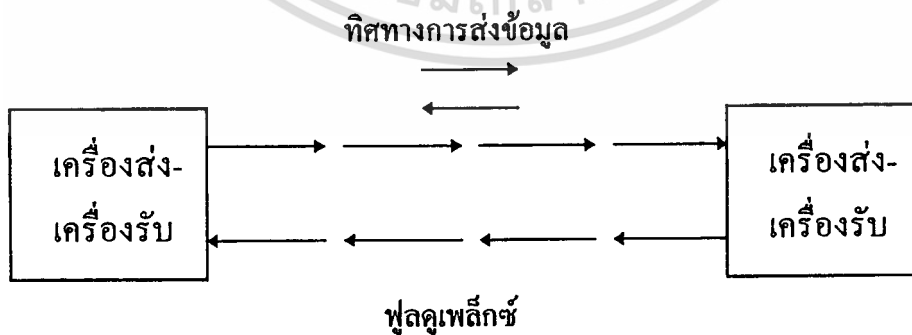 ทิศทางการส่งข้อมูล
เครื่องส่ง-
เครื่องรับ
เครื่องส่ง-
เครื่องรับ
ฟูลดูเพล็กซ์